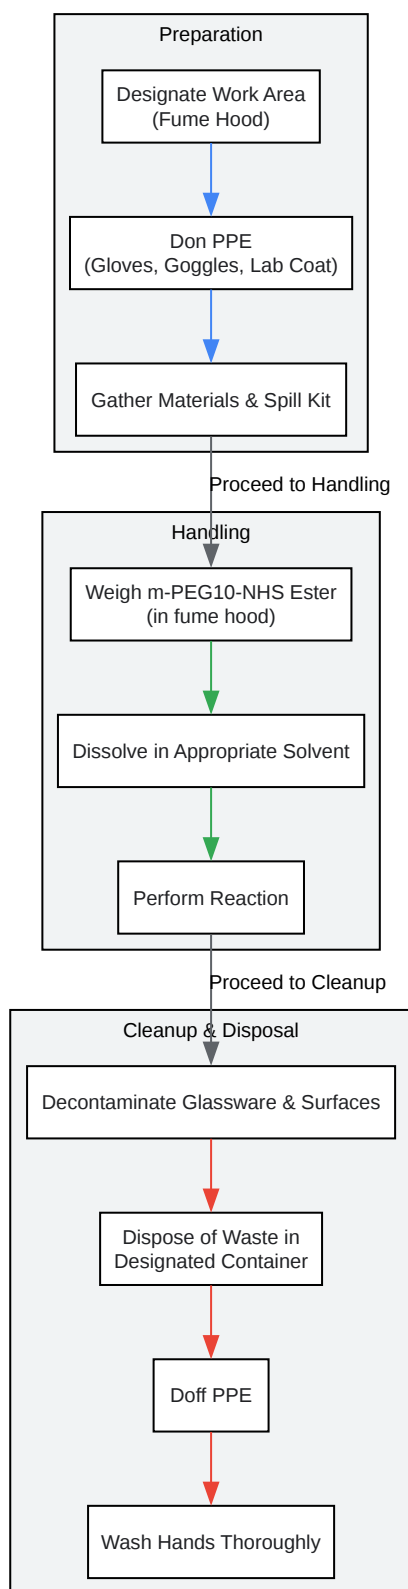 Preparation
Designate Work Area
(Fume Hood)
Don PPE
(Gloves, Goggles, Lab Coat)
Gather Materials & Spill Kit
Proceed to Handling
Handling
Weigh m-PEG10-NHS Ester
(in fume hood)
Dissolve in Appropriate Solvent
Perform Reaction
Proceed to Cleanup
Cleanup & Disposal
Decontaminate Glassware & Surfaces
Dispose of Waste in
Designated Container
Doff PPE
Wash Hands Thoroughly